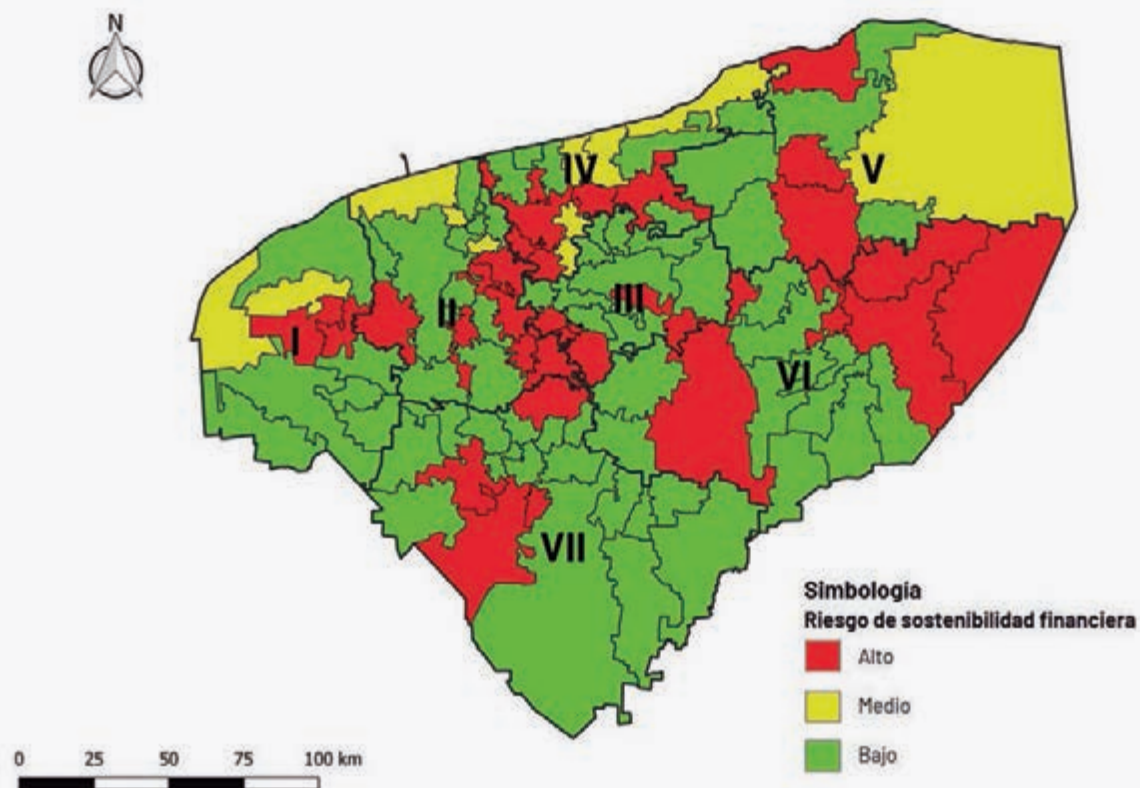 N
IV
V
II
III
I
VI
VII
Simbología
Riesgo de sostenibilidad financiera
Alto
Medio
Bajo
0 25 50 75 100 km